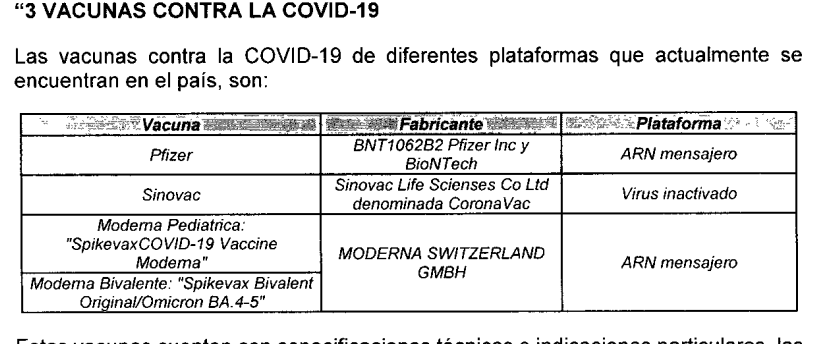 “3 VACUNAS CONTRA LA COVID-19
Las vacunas contra la COVID-19 de diferentes plataformas que actualmente se
encuentran en el país, son:
Vacuna Fabricante Plataforma
Pfizer
BNT1062B2 Pfizer Inc y
BioNTech
ARN mensajero
Sinovac
Sinovac Life Scienses Co Ltd
denominada CoronaVac
Virus inactivado
Moderna Pediatrica:
"SpikevaxCOVID-19 Vaccine
Moderna"
MODERNA SWITZERLAND
GMBH
ARN mensajero
Moderna Bivalente: "Spikevax Bivalent
Original/Omicron BA.4-5"
Estas vacunas cuentan con especificaciones técnicas e indicaciones particulares, las